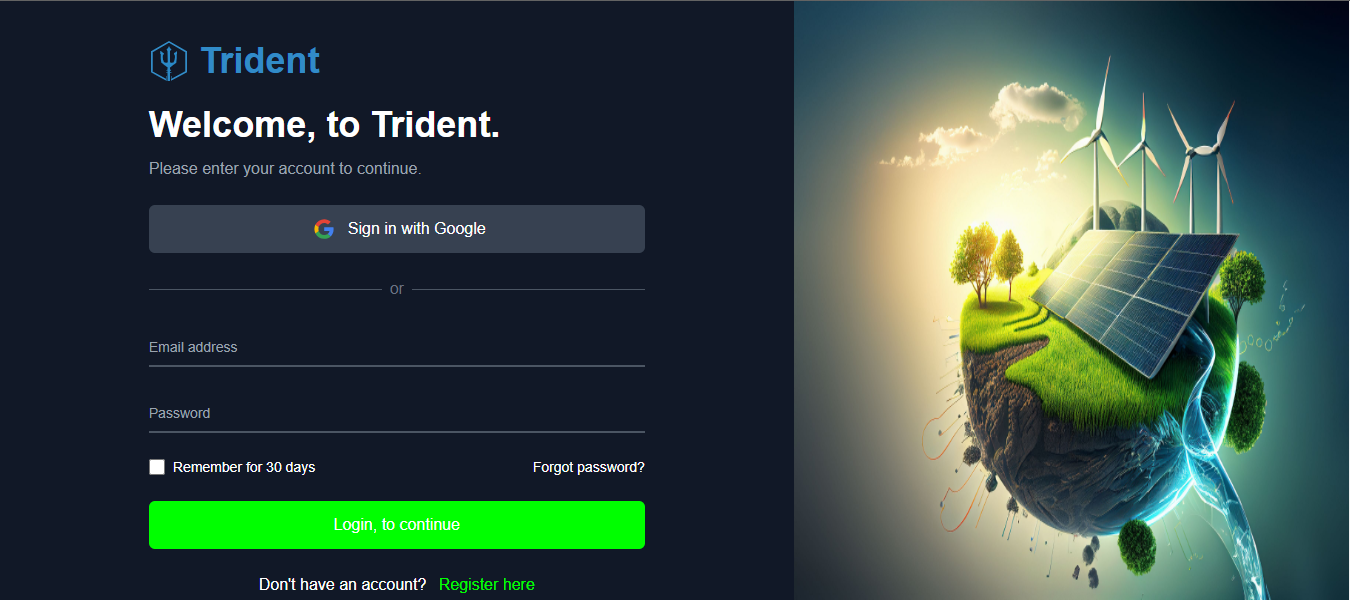 Trident
Welcome, to Trident.
Please enter your account to continue.
Sign in with Google
or
Email address
Password
Remember for 30 days Forgot password?
Login, to continue
Don't have an account? Register here